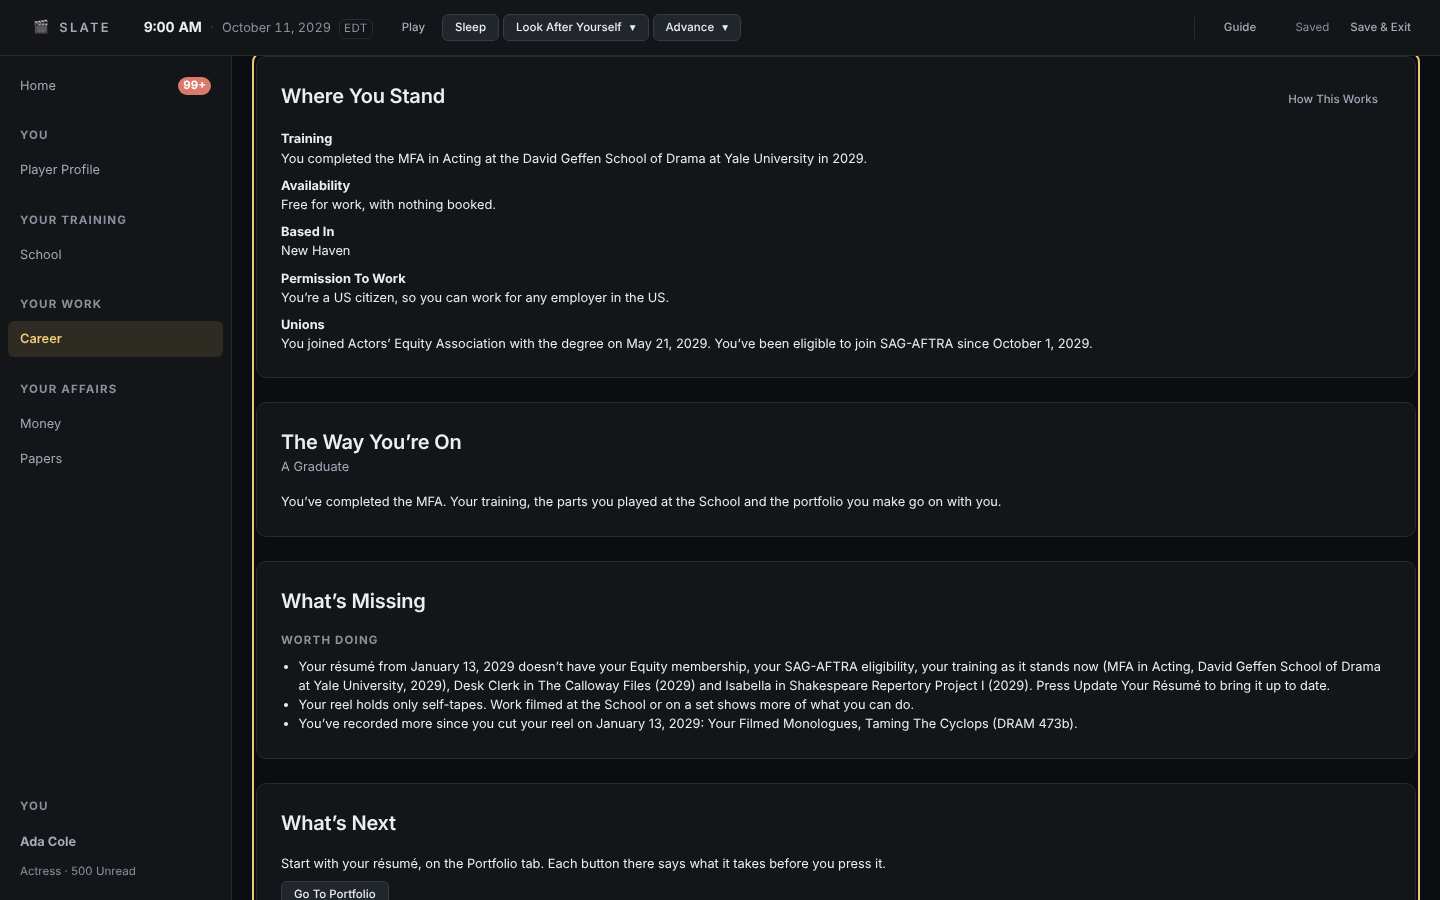 SLATE
9:00 AM · October 11, 2029 EDT
Play
Sleep
Look After Yourself ▾
Advance ▾
Guide
Saved
Save & Exit
Home
99+
YOU
Player Profile
YOUR TRAINING
School
YOUR WORK
Career
YOUR AFFAIRS
Money
Papers
YOU
Ada Cole
Actress · 500 Unread
Where You Stand
How This Works
Training
You completed the MFA in Acting at the David Geffen School of Drama at Yale University in 2029.
Availability
Free for work, with nothing booked.
Based In
New Haven
Permission To Work
You’re a US citizen, so you can work for any employer in the US.
Unions
You joined Actors’ Equity Association with the degree on May 21, 2029. You’ve been eligible to join SAG-AFTRA since October 1, 2029.
The Way You’re On
A Graduate
You’ve completed the MFA. Your training, the parts you played at the School and the portfolio you make go on with you.
What’s Missing
WORTH DOING
• Your résumé from January 13, 2029 doesn’t have your Equity membership, your SAG-AFTRA eligibility, your training as it stands now (MFA in Acting, David Geffen School of Drama
at Yale University, 2029), Desk Clerk in The Calloway Files (2029) and Isabella in Shakespeare Repertory Project I (2029). Press Update Your Résumé to bring it up to date.
• Your reel holds only self-tapes. Work filmed at the School or on a set shows more of what you can do.
• You’ve recorded more since you cut your reel on January 13, 2029: Your Filmed Monologues, Taming The Cyclops (DRAM 473b).
What’s Next
Start with your résumé, on the Portfolio tab. Each button there says what it takes before you press it.
Go To Portfolio